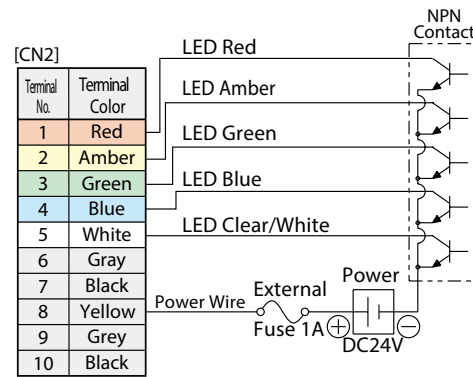 NPN
Contact
[CN2]
Terminal No.
Terminal Color
1 Red
2 Amber
3 Green
4 Blue
5 White
6 Gray
7 Black
8 Yellow
9 Grey
10 Black
LED Red
LED Amber
LED Green
LED Blue
LED Clear/White
Power Wire
External
Fuse 1A
Power
+ −
DC24V